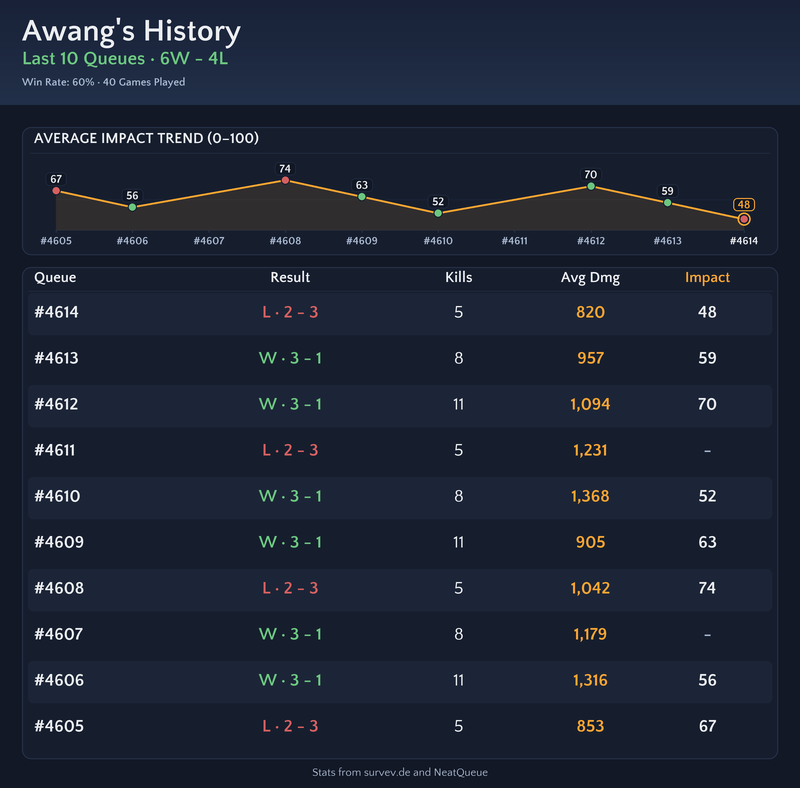 Awang's History
Last 10 Queues · 6W – 4L
Win Rate: 60% · 40 Games Played
AVERAGE IMPACT TREND (0–100)
67 56 74 63 52 70 59 48
#4605 #4606 #4607 #4608 #4609 #4610 #4611 #4612 #4613 #4614
Queue Result Kills Avg Dmg Impact
#4614 L · 2 – 3 5 820 48
#4613 W · 3 – 1 8 957 59
#4612 W · 3 – 1 11 1,094 70
#4611 L · 2 – 3 5 1,231 –
#4610 W · 3 – 1 8 1,368 52
#4609 W · 3 – 1 11 905 63
#4608 L · 2 – 3 5 1,042 74
#4607 W · 3 – 1 8 1,179 –
#4606 W · 3 – 1 11 1,316 56
#4605 L · 2 – 3 5 853 67
Stats from survev.de and NeatQueue